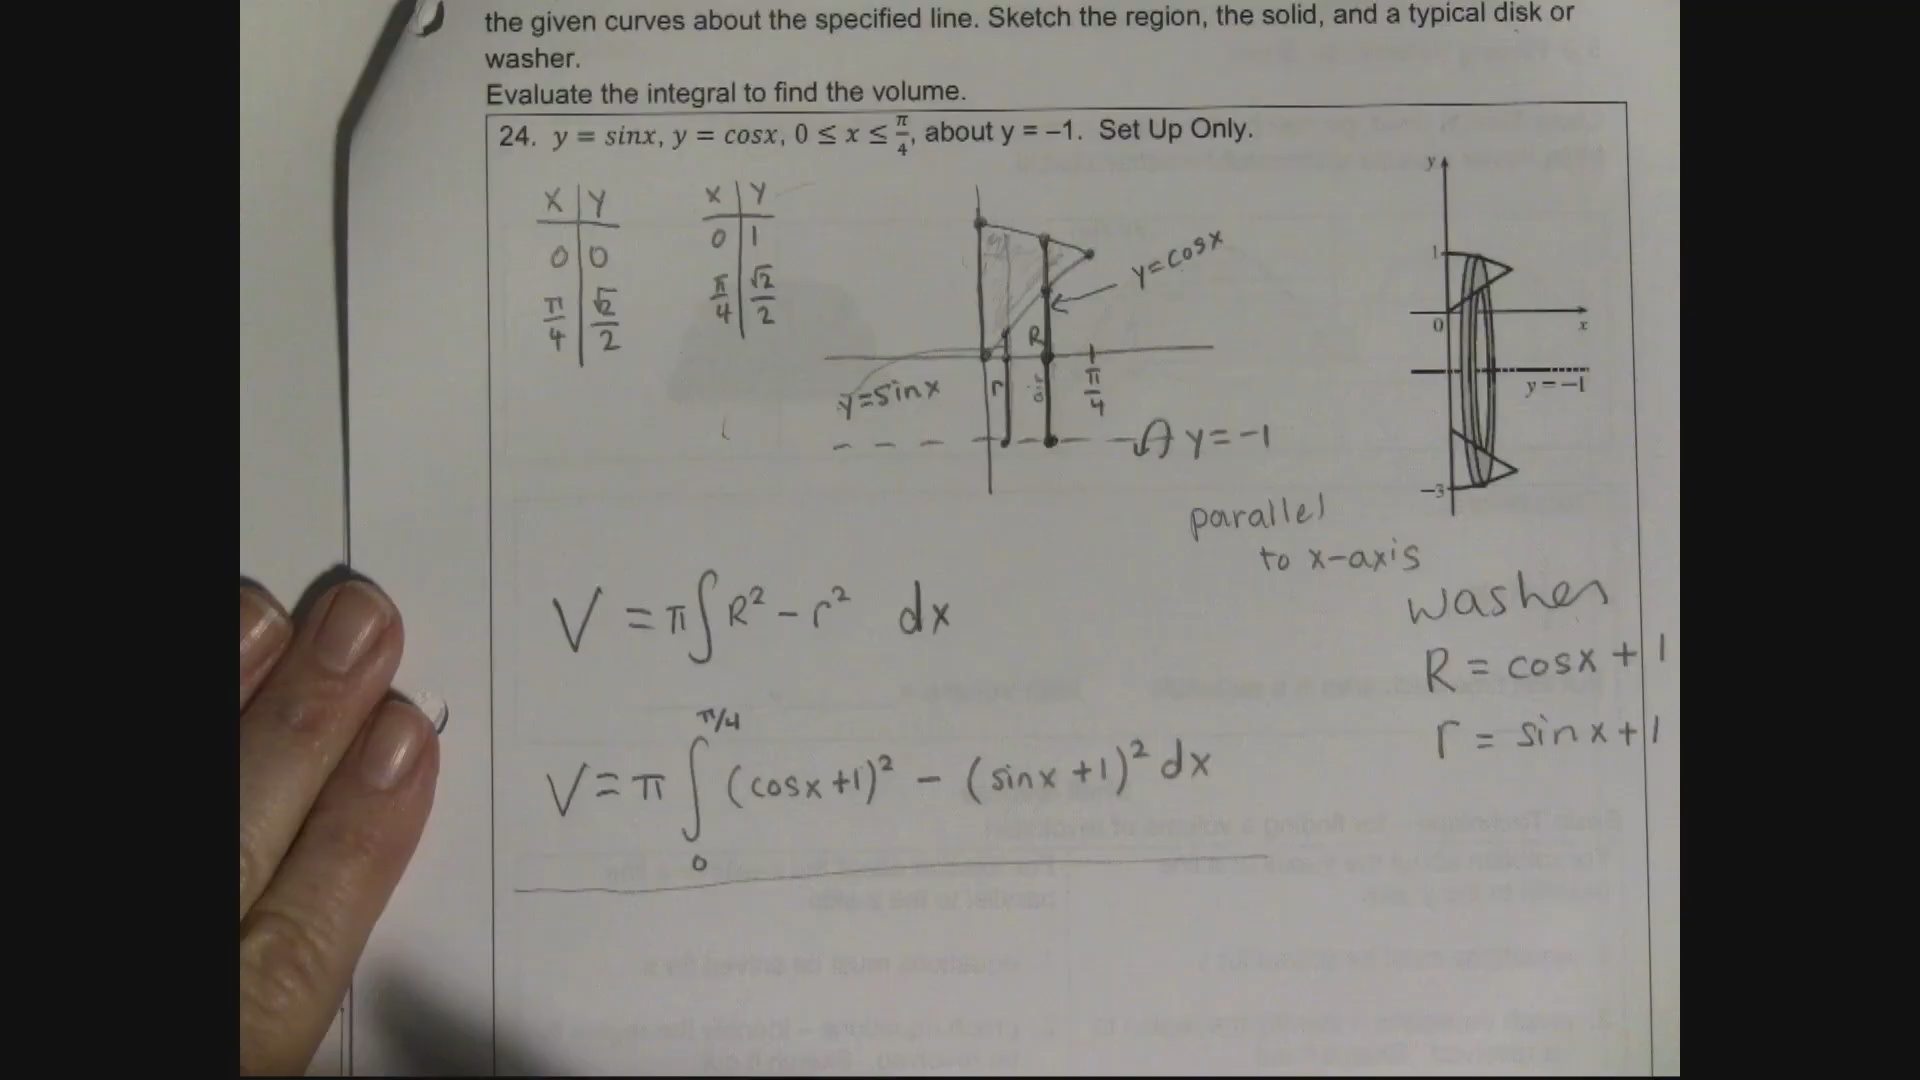 the given curves about the specified line. Sketch the region, the solid, and a typical disk or
washer.
Evaluate the integral to find the volume.
24. y = sinx, y = cosx, 0 ≤ x ≤ π/4, about y = −1. Set Up Only.
x | y
0 | 0
π/4 | √2/2
x | y
0 | 1
π/4 | √2/2
y=cosx
R
r
y=sinx
π/4
y=-1
y
1
0
x
y=−1
−3
parallel
to x-axis
V = π∫R² - r² dx
washer
R = cosx + 1
r = sinx+1
V = π ∫₀^π/4 (cosx+1)² - (sinx+1)² dx